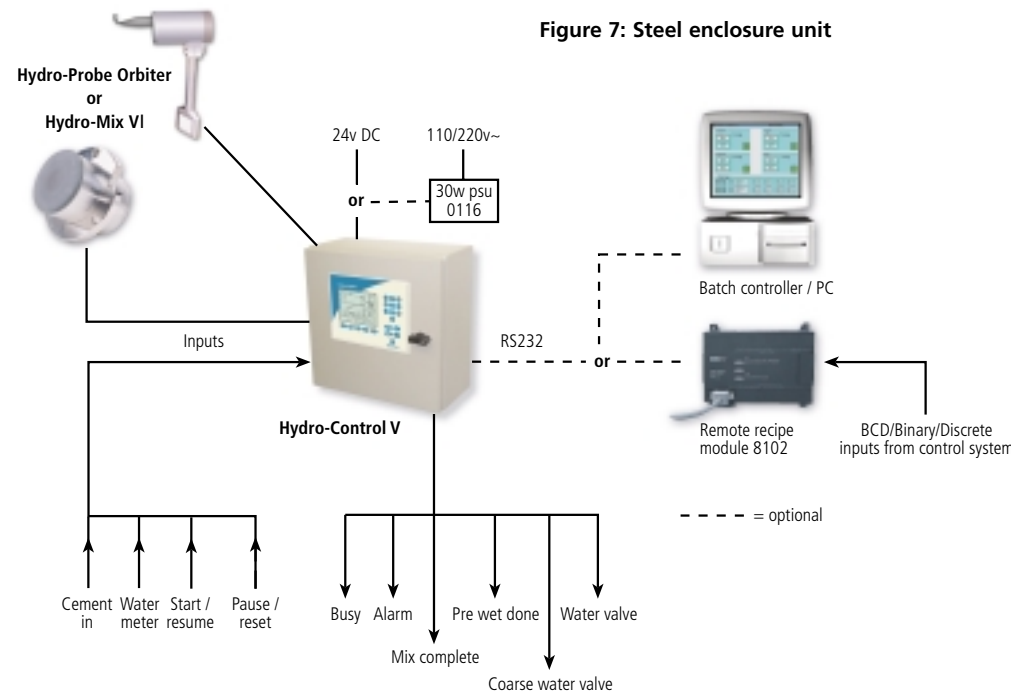 Figure 7: Steel enclosure unit
Hydro-Probe Orbiter
or
Hydro-Mix VI
24v DC
110/220v~
or
30w psu
0116
Batch controller / PC
Inputs
RS232
or
Hydro-Control V
Remote recipe
module 8102
BCD/Binary/Discrete
inputs from control system
= optional
Cement
in
Water
meter
Start /
resume
Pause /
reset
Busy
Alarm
Pre wet done
Water valve
Mix complete
Coarse water valve